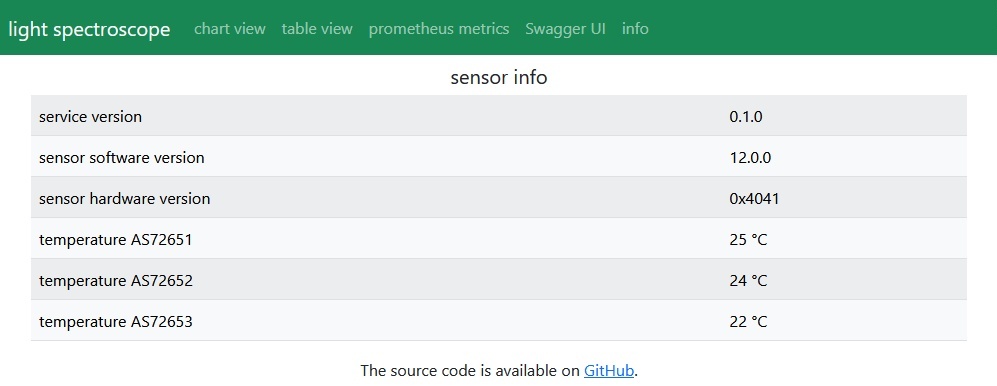 light spectroscope chart view table view prometheus metrics Swagger UI info
sensor info
service version 0.1.0
sensor software version 12.0.0
sensor hardware version 0x4041
temperature AS72651 25 °C
temperature AS72652 24 °C
temperature AS72653 22 °C
The source code is available on GitHub.